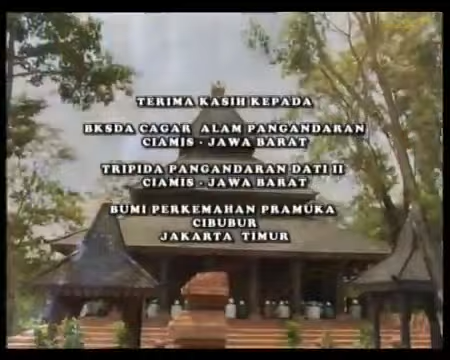 TERIMA KASIH KEPADA
BKSDA CAGAR ALAM PANGANDARAN
CIAMIS - JAWA BARAT
TRIPIDA PANGANDARAN DATI II
CIAMIS - JAWA BARAT
BUMI PERKEMAHAN PRAMUKA
CIBUBUR
JAKARTA TIMUR